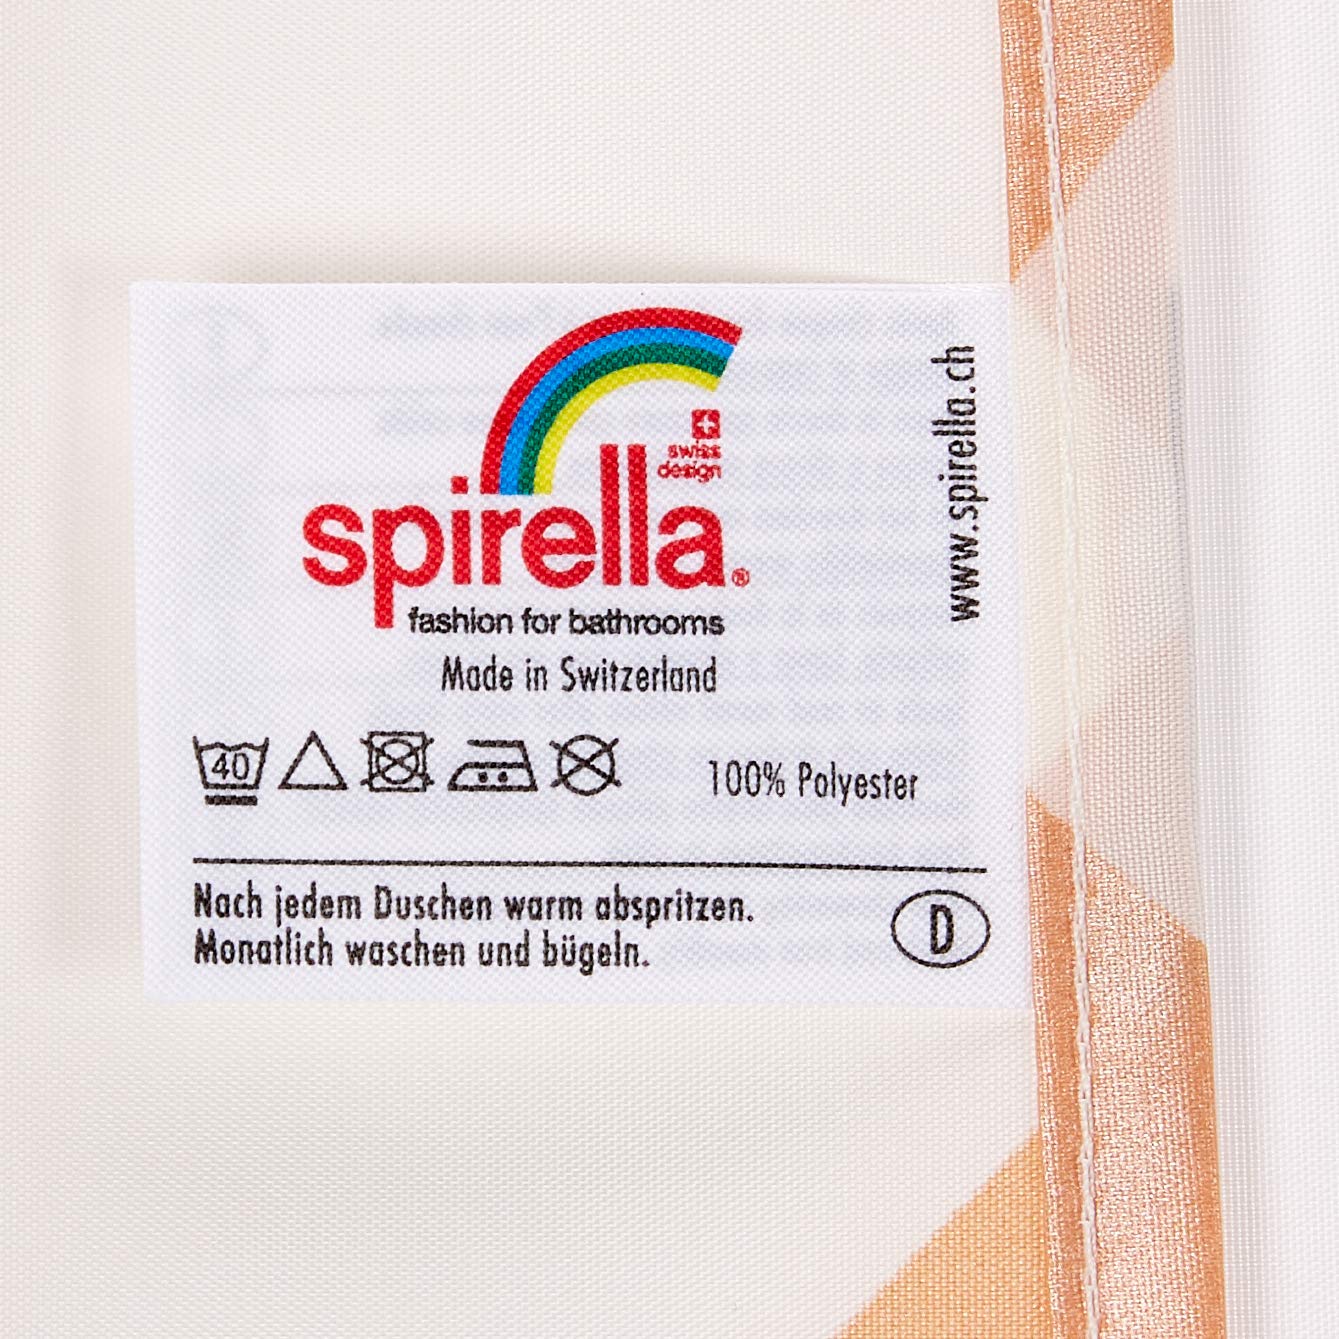 swiss
design
spirella®
fashion for bathrooms
Made in Switzerland
www.spirella.ch
40
100% Polyester
Nach jedem Duschen warm abspritzen.
Monatlich waschen und bügeln.
D